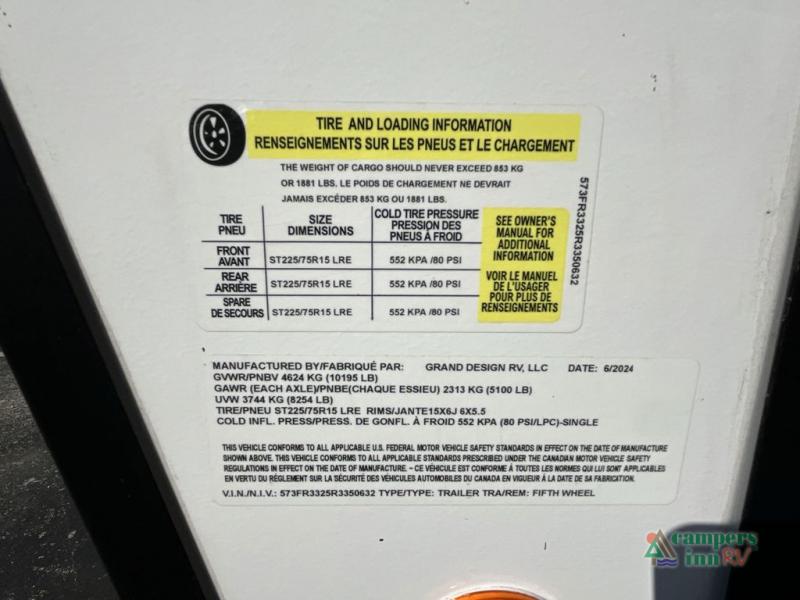 TIRE AND LOADING INFORMATION
RENSEIGNEMENTS SUR LES PNEUS ET LE CHARGEMENT
THE WEIGHT OF CARGO SHOULD NEVER EXCEED 853 KG
OR 1881 LBS. LE POIDS DE CHARGEMENT NE DEVRAIT
JAMAIS EXCÉDER 853 KG OU 1881 LBS.
TIRE
PNEU
SIZE
DIMENSIONS
COLD TIRE PRESSURE
PRESSION DES
PNEUS À FROID
FRONT
AVANT
ST225/75R15 LRE
552 KPA /80 PSI
REAR
ARRIÈRE
ST225/75R15 LRE
552 KPA /80 PSI
SPARE
DE SECOURS
ST225/75R15 LRE
552 KPA /80 PSI
SEE OWNER'S
MANUAL FOR
ADDITIONAL
INFORMATION
VOIR LE MANUEL
DE L'USAGER
POUR PLUS DE
RENSEIGNEMENTS
573FR3325R3350632
MANUFACTURED BY/FABRIQUÉ PAR: GRAND DESIGN RV, LLC DATE: 6/2024
GVWR/PNBV 4624 KG (10195 LB)
GAWR (EACH AXLE)/PNBE(CHAQUE ESSIEU) 2313 KG (5100 LB)
UVW 3744 KG (8254 LB)
TIRE/PNEU ST225/75R15 LRE RIMS/JANTE15X6J 6X5.5
COLD INFL. PRESS/PRESS. DE GONFL. À FROID 552 KPA (80 PSI/LPC)-SINGLE
THIS VEHICLE CONFORMS TO ALL APPLICABLE U.S. FEDERAL MOTOR VEHICLE SAFETY STANDARDS IN EFFECT ON THE DATE OF MANUFACTURE
SHOWN ABOVE. THIS VEHICLE CONFORMS TO ALL APPLICABLE STANDARDS PRESCRIBED UNDER THE CANADIAN MOTOR VEHICLE SAFETY
REGULATIONS IN EFFECT ON THE DATE OF MANUFACTURE. – CE VÉHICULE EST CONFORME À TOUTES LES NORMES QUI LUI SONT APPLICABLES
EN VERTU DU RÈGLEMENT SUR LA SÉCURITÉ DES VÉHICULES AUTOMOBILES DU CANADA EN VIGUEUR À LA DATE DE SA FABRICATION.
V.I.N./N.I.V.: 573FR3325R3350632 TYPE/TYPE: TRAILER TRA/REM: FIFTH WHEEL
campers
inn RV